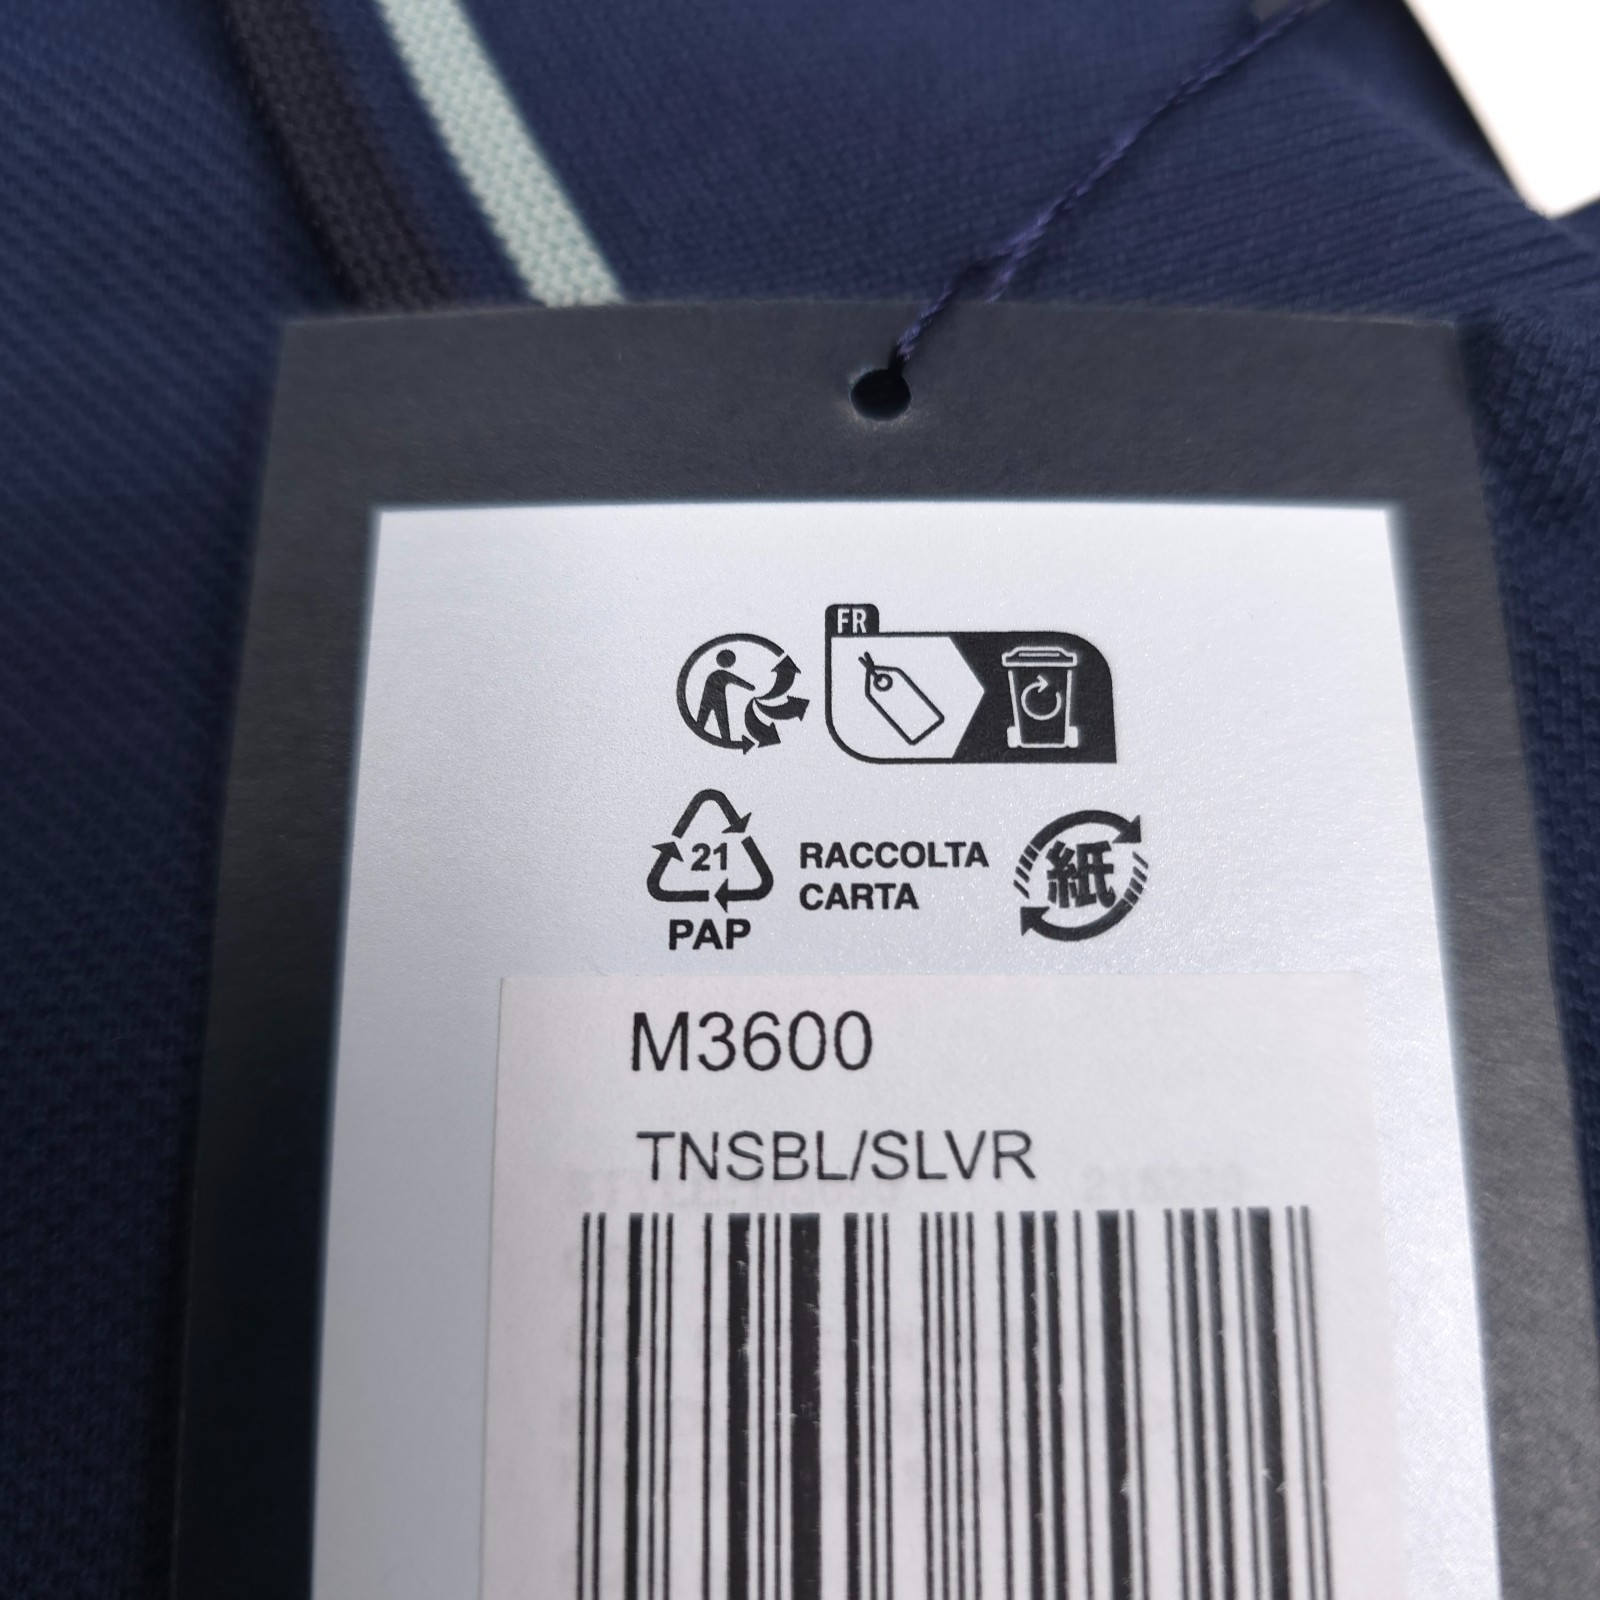 FR
21
PAP
RACCOLTA
CARTA
紙
M3600
TNSBL/SLVR